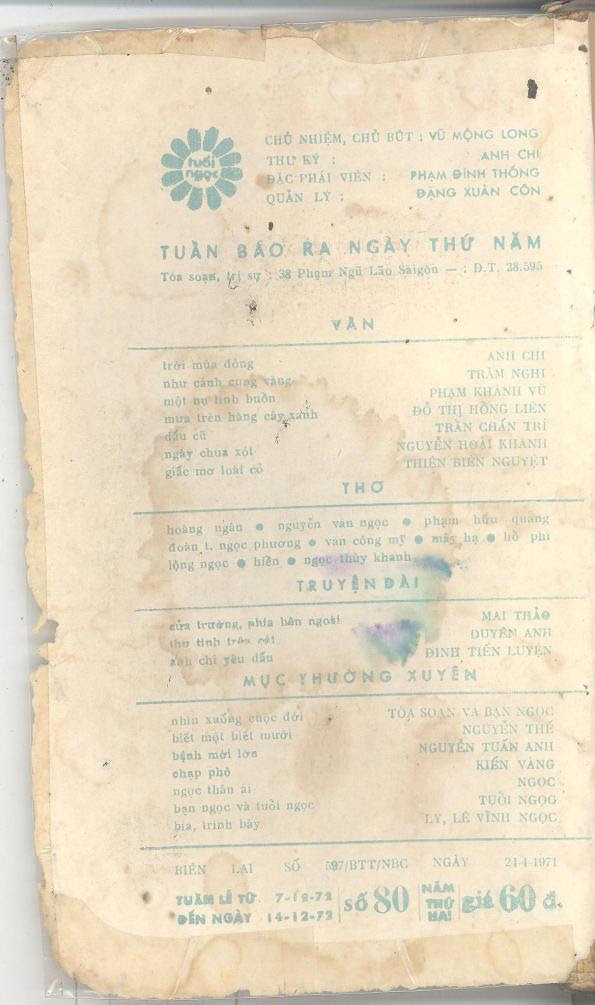 tuổi
ngọc
CHỦ NHIỆM, CHỦ BÚT : VŨ MỘNG LONG
THƯ KÝ : ANH CHI
ĐẶC PHÁI VIÊN : PHẠM ĐÌNH THỐNG
QUẢN LÝ : ĐẶNG XUÂN CÔN
TUẦN BÁO RA NGÀY THỨ NĂM
Tòa soạn, trị sự : 38 Phạm Ngũ Lão Sàigòn — : Đ.T. 28.595
VĂN
trời mùa đông ANH CHI
như cánh cung vàng TRẦM NGHI
một nụ tình buồn PHẠM KHÁNH VŨ
mưa trên hàng cây xanh ĐỖ THỊ HỒNG LIÊN
dấu cũ TRẦN CHẤN TRÍ
ngày chua xót NGUYỄN HOÀI KHANH
giấc mơ loài cỏ THIÊN BIÊN NGUYỆT
THƠ
hoàng ngân ● nguyễn văn ngọc ● phạm hữu quảng
đoàn t. ngọc phương ● văn công mỹ ● mây hạ ● hồ phi
lộng ngọc ● hiền ● ngọc thùy khanh
TRUYỆN DÀI
cửa trường, phía bên ngoài MAI THẢO
thư tình trên cát DUYÊN ANH
anh chi yêu dấu ĐINH TIẾN LUYỆN
MỤC THƯỜNG XUYÊN
nhìn xuống cuộc đời TÒA SOẠN VÀ BẠN NGỌC
biết một biết mười NGUYỄN THẾ
bệnh mới lớn NGUYỄN TUẤN ANH
chạp phô KIẾN VÀNG
ngọc thân ái NGỌC
bạn ngọc và tuổi ngọc TUỔI NGỌC
bìa, trình bày LY, LÊ VĨNH NGỌC
BIÊN LAI SỐ 597/BTT/NBC NGÀY 24-4-1971
TUẦN LỄ TỪ 7-12-72
ĐẾN NGÀY 14-12-72
số 80
NĂM
THỨ
HAI
giá 60 đ.